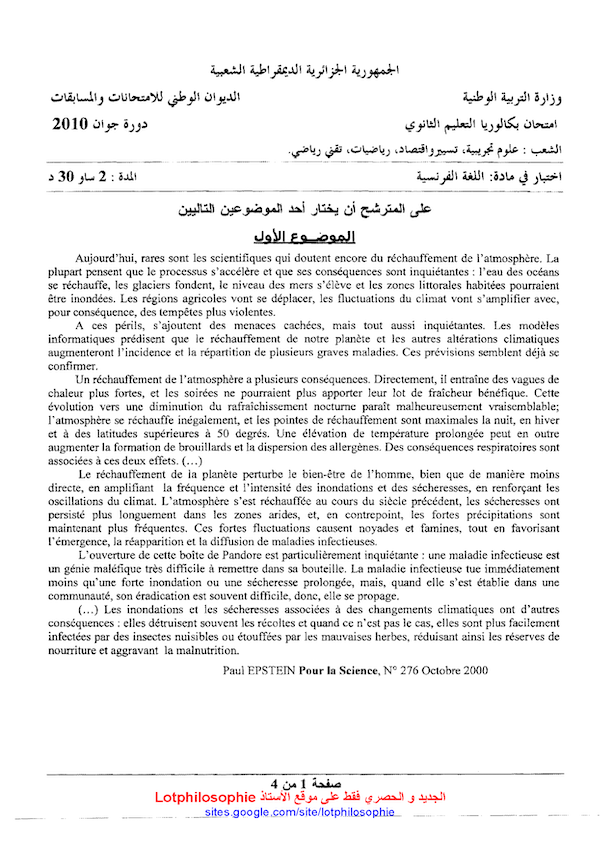 الجمهورية الجزائرية الديمقراطية الشعبية
وزارة التربية الوطنية الديوان الوطني للامتحانات والمسابقات
امتحان بكالوريا التعليم الثانوي دورة جوان 2010
الشعب : علوم تجريبية، تسيير واقتصاد، رياضيات، تقني رياضي.
اختبار في مادة: اللغة الفرنسية المدة : 2 ساو 30 د
على المترشح أن يختار أحد الموضوعين التاليين
الموضوع الأول
Aujourd’hui, rares sont les scientifiques qui doutent encore du réchauffement de l’atmosphère. La
plupart pensent que le processus s’accélère et que ses conséquences sont inquiétantes : l’eau des océans
se réchauffe, les glaciers fondent, le niveau des mers s’élève et les zones littorales habitées pourraient
être inondées. Les régions agricoles vont se déplacer, les fluctuations du climat vont s’amplifier avec,
pour conséquence, des tempêtes plus violentes.
A ces périls, s’ajoutent des menaces cachées, mais tout aussi inquiétantes. Les modèles
informatiques prédisent que le réchauffement de notre planète et les autres altérations climatiques
augmenteront l’incidence et la répartition de plusieurs graves maladies. Ces prévisions semblent déjà se
confirmer.
Un réchauffement de l’atmosphère a plusieurs conséquences. Directement, il entraîne des vagues de
chaleur plus fortes, et les soirées ne pourraient plus apporter leur lot de fraîcheur bénéfique. Cette
évolution vers une diminution du rafraîchissement nocturne paraît malheureusement vraisemblable;
l’atmosphère se réchauffe inégalement, et les pointes de réchauffement sont maximales la nuit, en hiver
et à des latitudes supérieures à 50 degrés. Une élévation de température prolongée peut en outre
augmenter la formation de brouillards et la dispersion des allergènes. Des conséquences respiratoires sont
associées à ces deux effets. (…)
Le réchauffement de la planète perturbe le bien-être de l’homme, bien que de manière moins
directe, en amplifiant la fréquence et l’intensité des inondations et des sécheresses, en renforçant les
oscillations du climat. L’atmosphère s’est réchauffée au cours du siècle précédent, les sécheresses ont
persisté plus longuement dans les zones arides, et, en contrepoint, les fortes précipitations sont
maintenant plus fréquentes. Ces fortes fluctuations causent noyades et famines, tout en favorisant
l’émergence, la réapparition et la diffusion de maladies infectieuses.
L’ouverture de cette boîte de Pandore est particulièrement inquiétante : une maladie infectieuse est
un génie maléfique très difficile à remettre dans sa bouteille. La maladie infectieuse tue immédiatement
moins qu’une forte inondation ou une sécheresse prolongée, mais, quand elle s’est établie dans une
communauté, son éradication est souvent difficile, donc, elle se propage.
(…) Les inondations et les sécheresses associées à des changements climatiques ont d’autres
conséquences : elles détruisent souvent les récoltes et quand ce n’est pas le cas, elles sont plus facilement
infectées par des insectes nuisibles ou étouffées par les mauvaises herbes, réduisant ainsi les réserves de
nourriture et aggravant la malnutrition.
Paul EPSTEIN Pour la Science, N° 276 Octobre 2000
صفحة 1 من 4
الجديد و الحصري فقط على موقع الأستاذ Lotphilosophie
sites.google.com/site/lotphilosophie